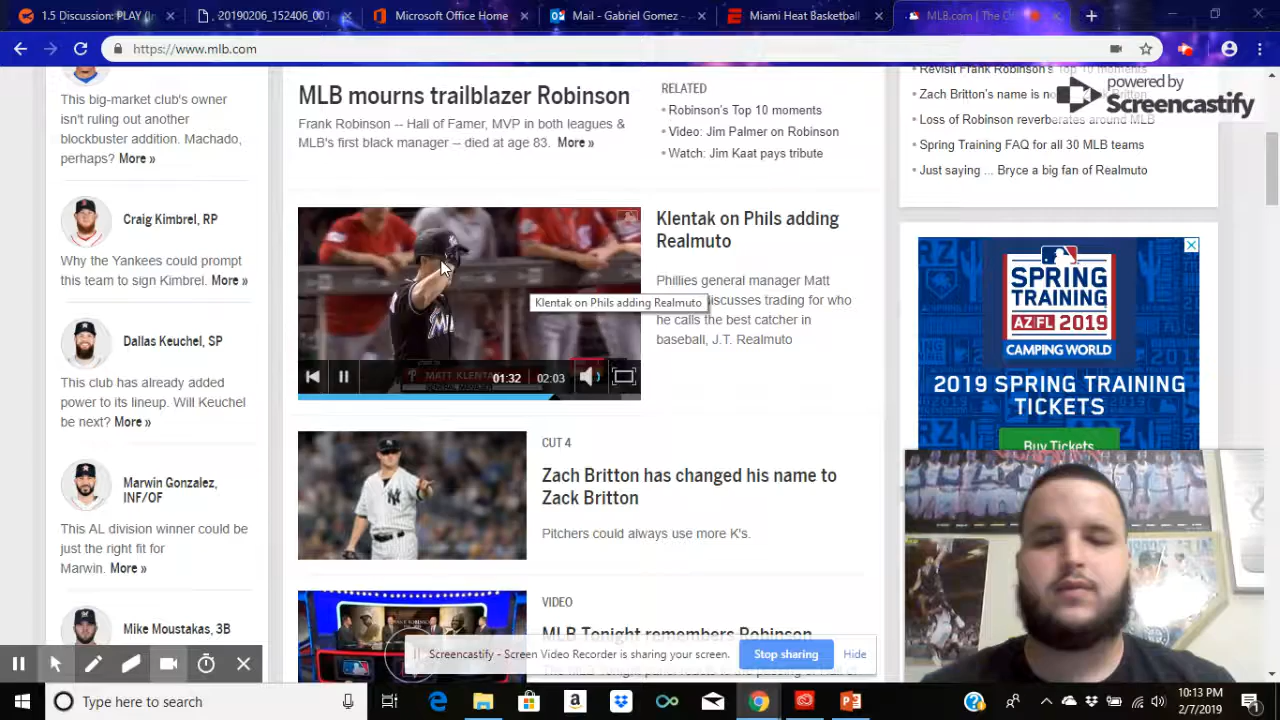 1.5 Discussion: PLAY (In
20190206_152406_001
Microsoft Office Home
Mail - Gabriel Gomez -
Miami Heat Basketball
MLB.com | The O
https://www.mlb.com
This big-market club's owner
isn't ruling out another
blockbuster addition. Machado,
perhaps? More »
Craig Kimbrel, RP
Why the Yankees could prompt
this team to sign Kimbrel. More »
Dallas Keuchel, SP
This club has already added
power to its lineup. Will Keuchel
be next? More »
Marwin Gonzalez,
INF/OF
This AL division winner could be
just the right fit for
Marwin. More »
Mike Moustakas, 3B
MLB mourns trailblazer Robinson
Frank Robinson -- Hall of Famer, MVP in both leagues &
MLB's first black manager -- died at age 83. More »
RELATED
Robinson's Top 10 moments
Video: Jim Palmer on Robinson
Watch: Jim Kaat pays tribute
Klentak on Phils adding
Realmuto
Phillies general manager Matt
discusses trading for who
he calls the best catcher in
baseball, J.T. Realmuto
Klentak on Phils adding Realmuto
MATT KLENTAK
GENERAL MANAGER
01:32
02:03
CUT 4
Zach Britton has changed his name to
Zack Britton
Pitchers could always use more K's.
VIDEO
MLB Tonight remembers Robinson
Screencastify - Screen Video Recorder is sharing your screen.
Stop sharing
Hide
Revisit Frank Robinson's Top 10 moments
Zach Britton's name is
Loss of Robinson reverberates around MLB
Spring Training FAQ for all 30 MLB teams
Just saying ... Bryce a big fan of Realmuto
powered by
Screencastify
SPRING
TRAINING
AZ/FL 2019
CAMPING WORLD
2019 SPRING TRAINING
TICKETS
Buy Tickets
Type here to search
10:13 PM
2/7/2019